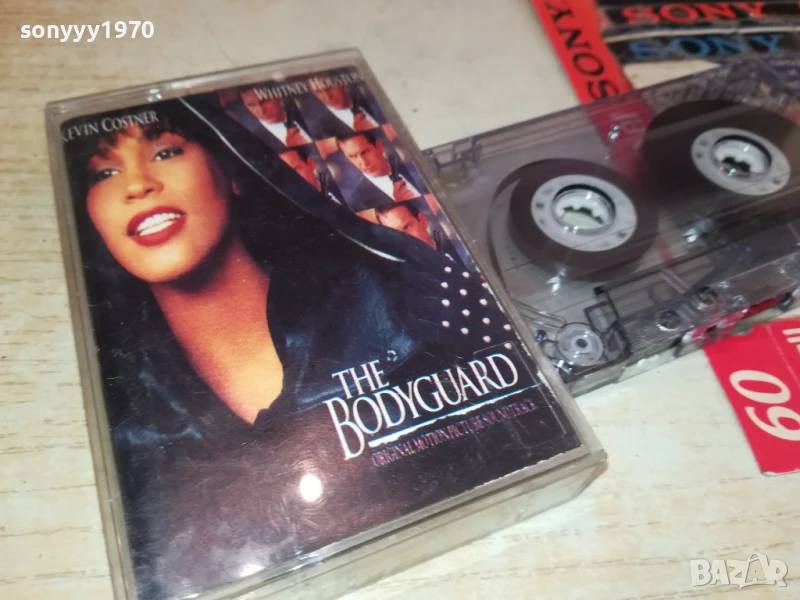 sonyyy1970
KEVIN COSTNER
WHITNEY HOUSTON
THE
BODYGUARD
ORIGINAL MOTION PICTURE SOUNDTRACK
SONY
SONY
SONY
60
BAZAR